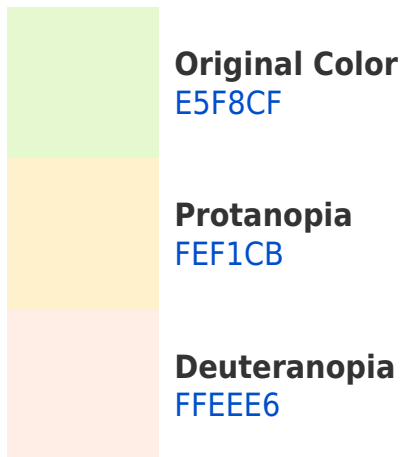 Original Color
E5F8CF
Protanopia
FEF1CB
Deuteranopia
FFEEE6